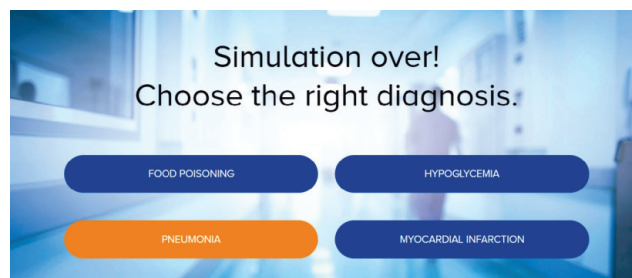 Simulation over!
Choose the right diagnosis.
FOOD POISONING
HYPOGLYCEMIA
PNEUMONIA
MYOCARDIAL INFARCTION